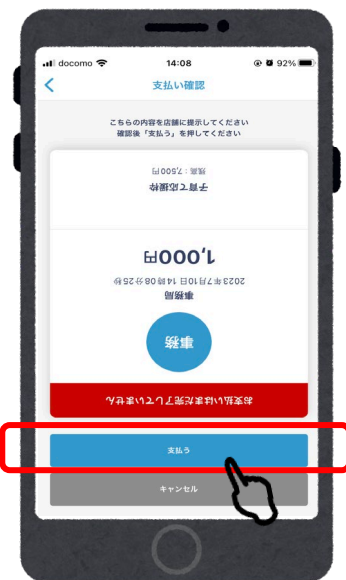 docomo 14:08 92%
支払い確認
こちらの内容を店舗に提示してください
確認後「支払う」を押してください
お支払いはまだ完了していません
事務
事務局
2023年7月10日 14時08分25秒
1,000円
子育て応援枠
残高：7,500円
支払う
キャンセル